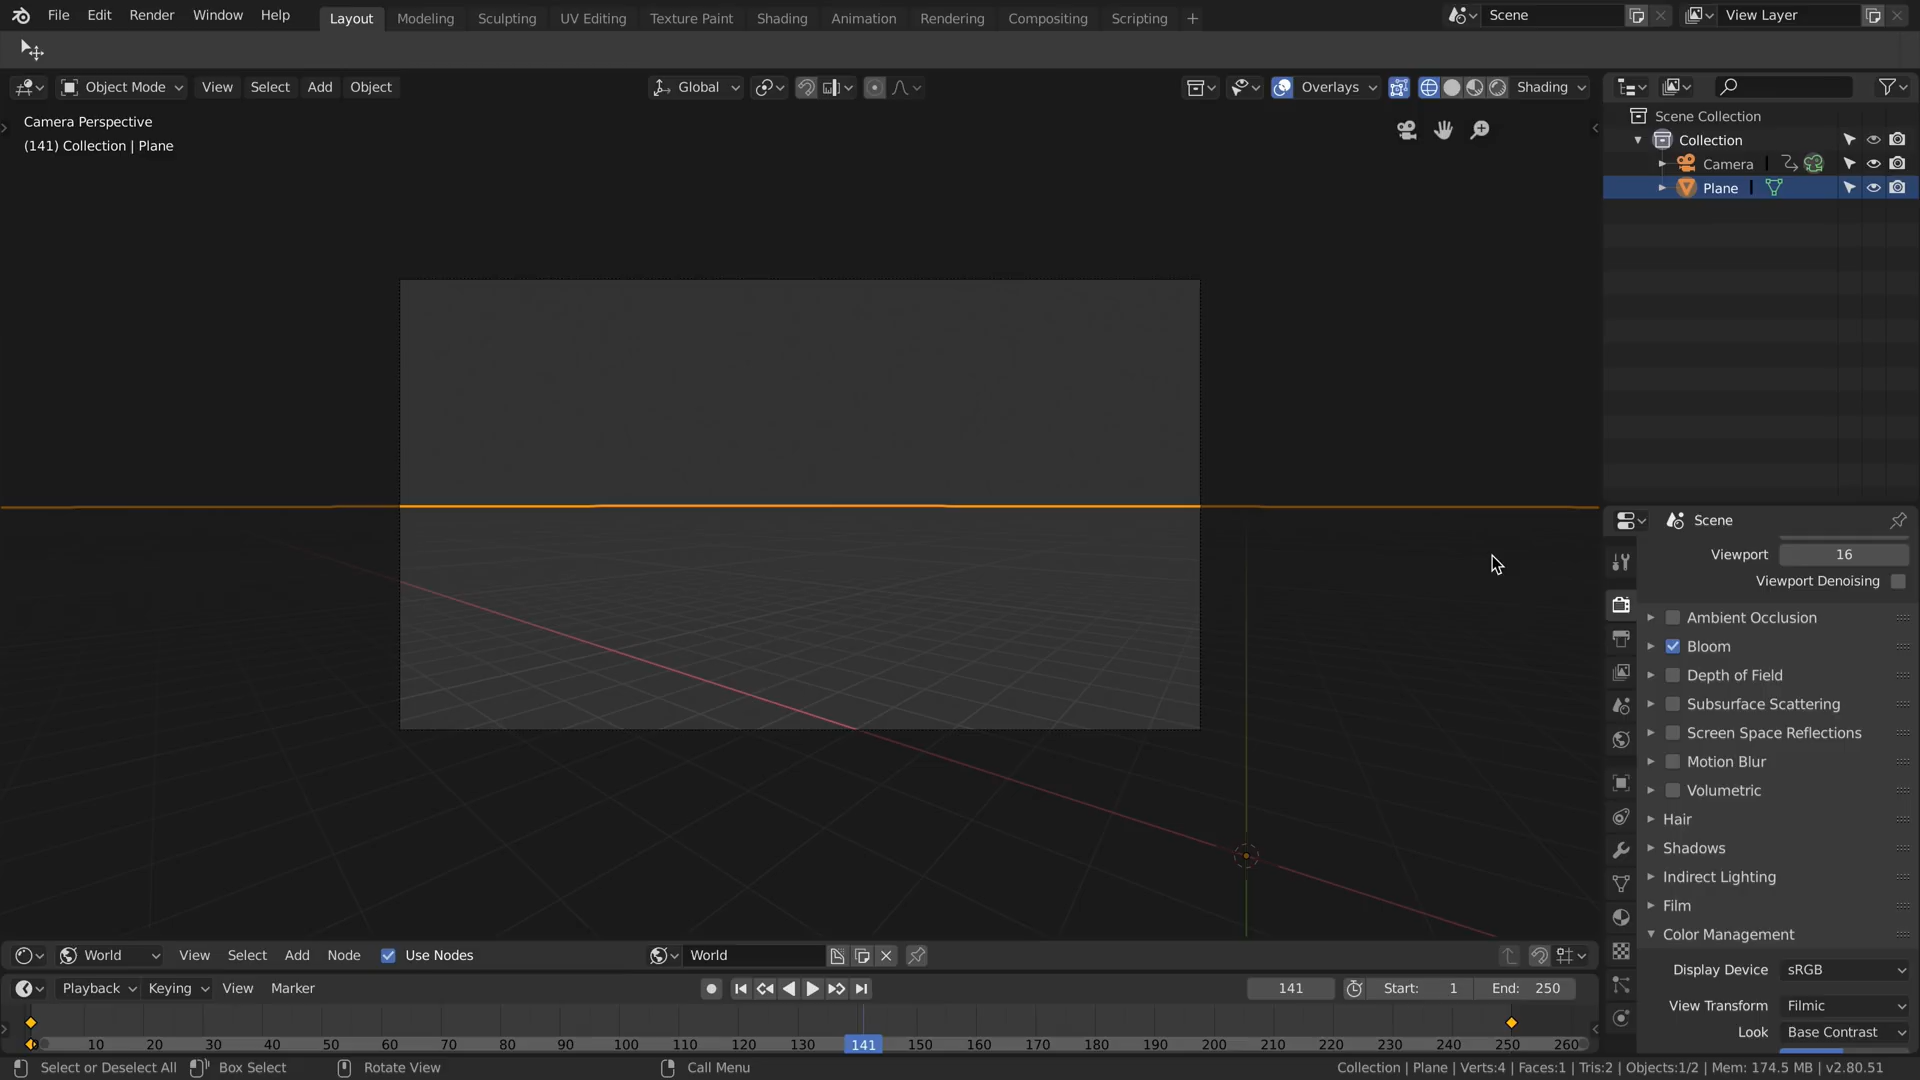 File Edit Render Window Help Layout Modeling Sculpting UV Editing Texture Paint Shading Animation Rendering Compositing Scripting + Scene View Layer
Object Mode View Select Add Object Global Overlays Shading
Camera Perspective
(141) Collection | Plane
Scene Collection
Collection
Camera
Plane
Scene
Viewport 16
Viewport Denoising
Ambient Occlusion
Bloom
Depth of Field
Subsurface Scattering
Screen Space Reflections
Motion Blur
Volumetric
Hair
Shadows
Indirect Lighting
Film
Color Management
Display Device sRGB
View Transform Filmic
Look Base Contrast
World View Select Add Node Use Nodes World
Playback Keying View Marker 141 Start: 1 End: 250
10 20 30 40 50 60 70 80 90 100 110 120 130 141 150 160 170 180 190 200 210 220 230 240 250 260
Select or Deselect All Box Select Rotate View Call Menu Collection | Plane | Verts:4 | Faces:1 | Tris:2 | Objects:1/2 | Mem: 174.5 MB | v2.80.51